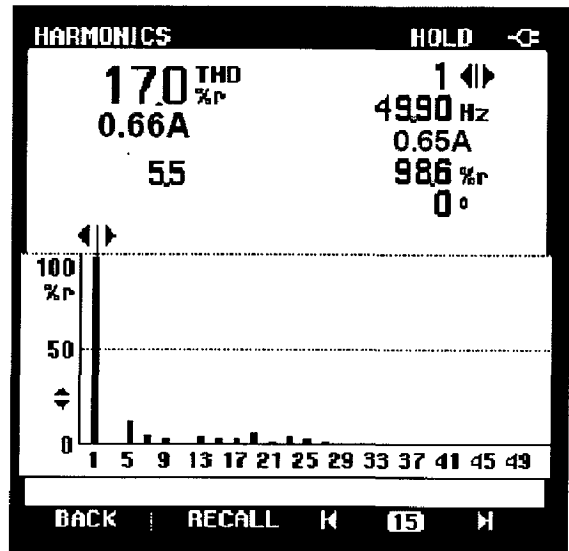 HARMONICS HOLD
17.0 THD %r
0.66A
5.5
1
49.90 Hz
0.65A
98.6 %r
0 °
100
%r
50
0
1 5 9 13 17 21 25 29 33 37 41 45 49
BACK RECALL 15